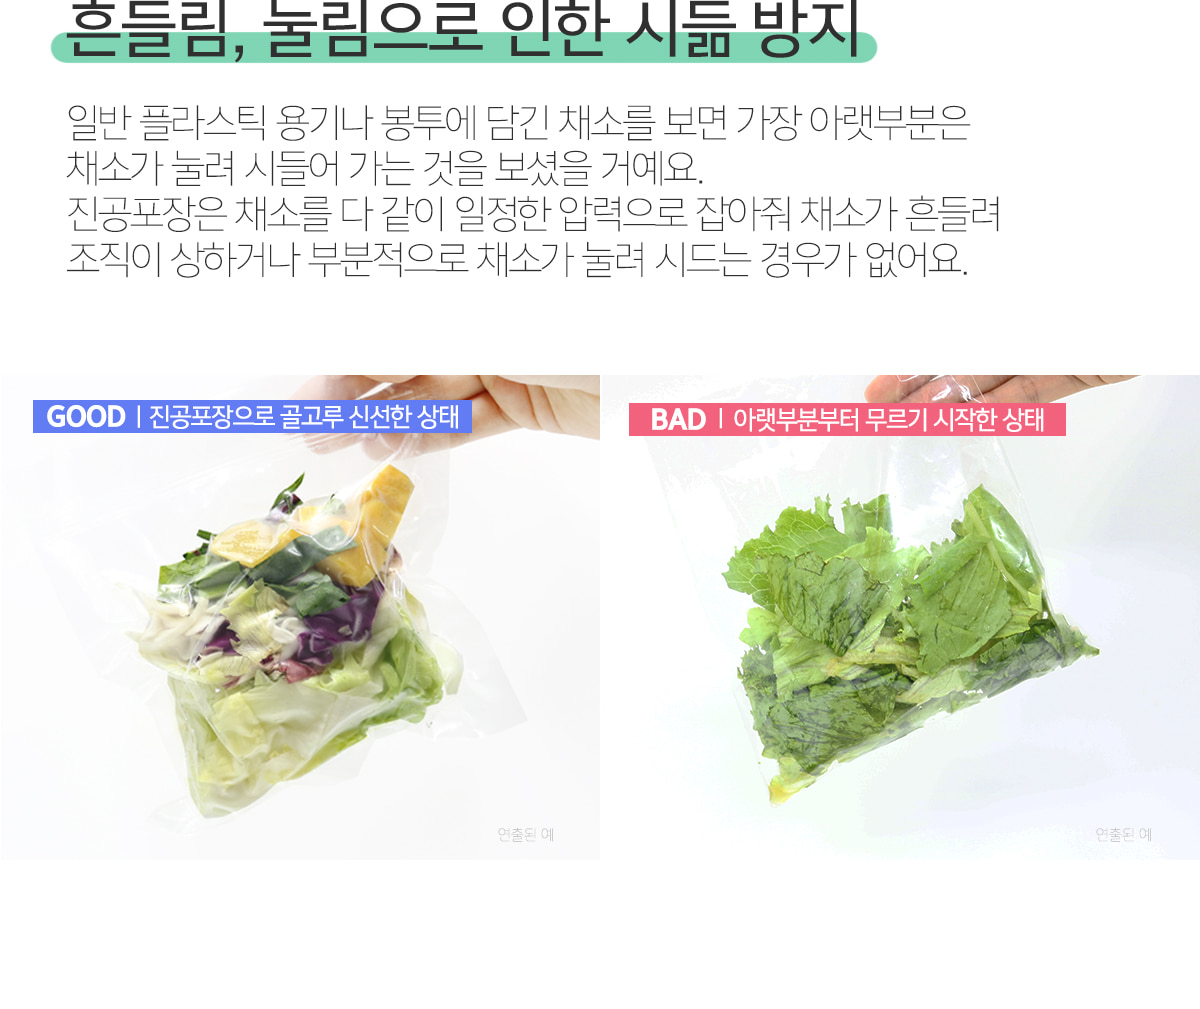 흔들림, 눌림으로 인한 시듦 방지
일반 플라스틱 용기나 봉투에 담긴 채소를 보면 가장 아랫부분은
채소가 눌려 시들어 가는 것을 보셨을 거예요.
진공포장은 채소를 다 같이 일정한 압력으로 잡아줘 채소가 흔들려
조직이 상하거나 부분적으로 채소가 눌려 시드는 경우가 없어요.
GOOD | 진공포장으로 골고루 신선한 상태
BAD | 아랫부분부터 무르기 시작한 상태
연출된 예
연출된 예